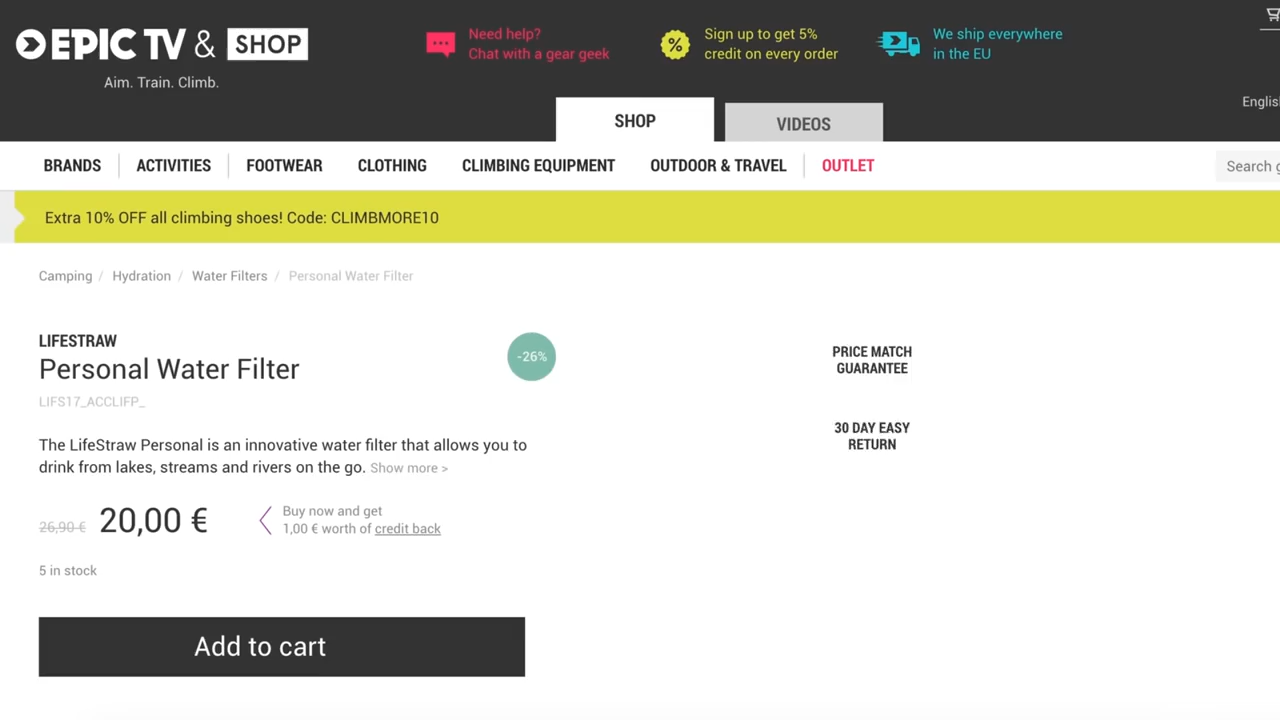 EPIC TV & SHOP
Aim. Train. Climb.
Need help?
Chat with a gear geek
%
Sign up to get 5%
credit on every order
We ship everywhere
in the EU
SHOP
VIDEOS
BRANDS
ACTIVITIES
FOOTWEAR
CLOTHING
CLIMBING EQUIPMENT
OUTDOOR & TRAVEL
OUTLET
Search
Extra 10% OFF all climbing shoes! Code: CLIMBMORE10
Camping / Hydration / Water Filters / Personal Water Filter
LIFESTRAW
Personal Water Filter
-26%
LIFS17_ACCLIFP_
The LifeStraw Personal is an innovative water filter that allows you to
drink from lakes, streams and rivers on the go. Show more >
26,90 € 20,00 €
Buy now and get
1,00 € worth of credit back
5 in stock
Add to cart
PRICE MATCH
GUARANTEE
30 DAY EASY
RETURN